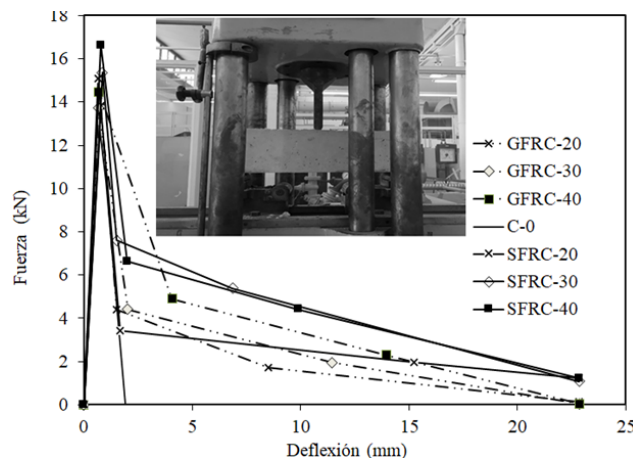 18
16
14
12
10
8
6
4
2
0
Fuerza (kN)
GFRC-20
GFRC-30
GFRC-40
C-0
SFRC-20
SFRC-30
SFRC-40
0 5 10 15 20 25
Deflexión (mm)